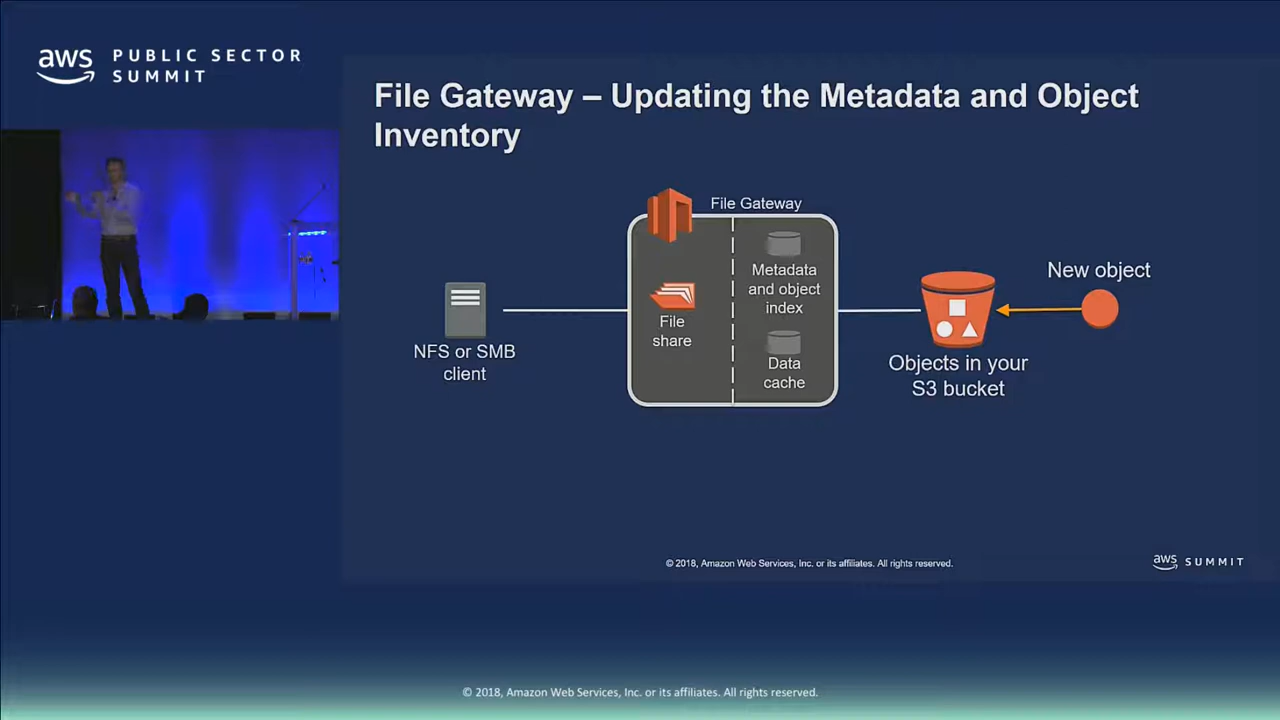 aws PUBLIC SECTOR
SUMMIT
File Gateway – Updating the Metadata and Object
Inventory
File Gateway
Metadata
and object
index
File
share
Data
cache
NFS or SMB
client
New object
Objects in your
S3 bucket
© 2018, Amazon Web Services, Inc. or its affiliates. All rights reserved.
aws SUMMIT
© 2018, Amazon Web Services, Inc. or its affiliates. All rights reserved.